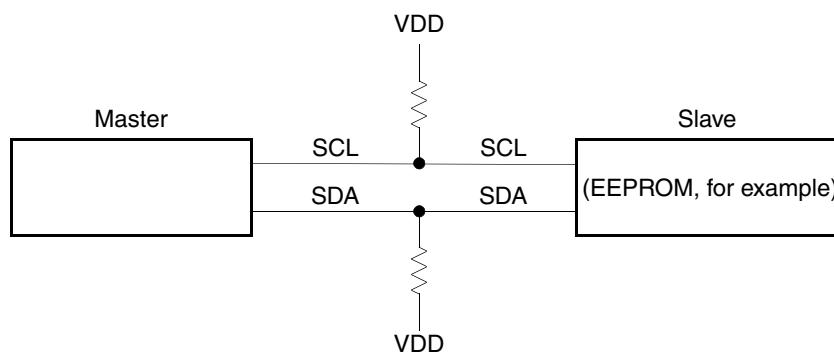 VDD
Master
Slave
SCL
SCL
(EEPROM, for example)
SDA
SDA
VDD